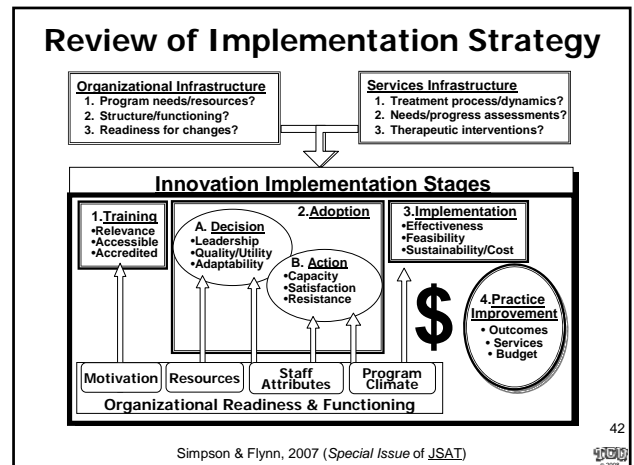 Review of Implementation Strategy
Organizational Infrastructure
1. Program needs/resources?
2. Structure/functioning?
3. Readiness for changes?
Services Infrastructure
1. Treatment process/dynamics?
2. Needs/progress assessments?
3. Therapeutic interventions?
Innovation Implementation Stages
1.Training
•Relevance
•Accessible
•Accredited
2.Adoption
A. Decision
•Leadership
•Quality/Utility
•Adaptability
B. Action
•Capacity
•Satisfaction
•Resistance
3.Implementation
•Effectiveness
•Feasibility
•Sustainability/Cost
$
4.Practice
Improvement
• Outcomes
• Services
• Budget
Motivation
Resources
Staff
Attributes
Program
Climate
Organizational Readiness & Functioning
42
Simpson & Flynn, 2007 (Special Issue of JSAT)
TCU